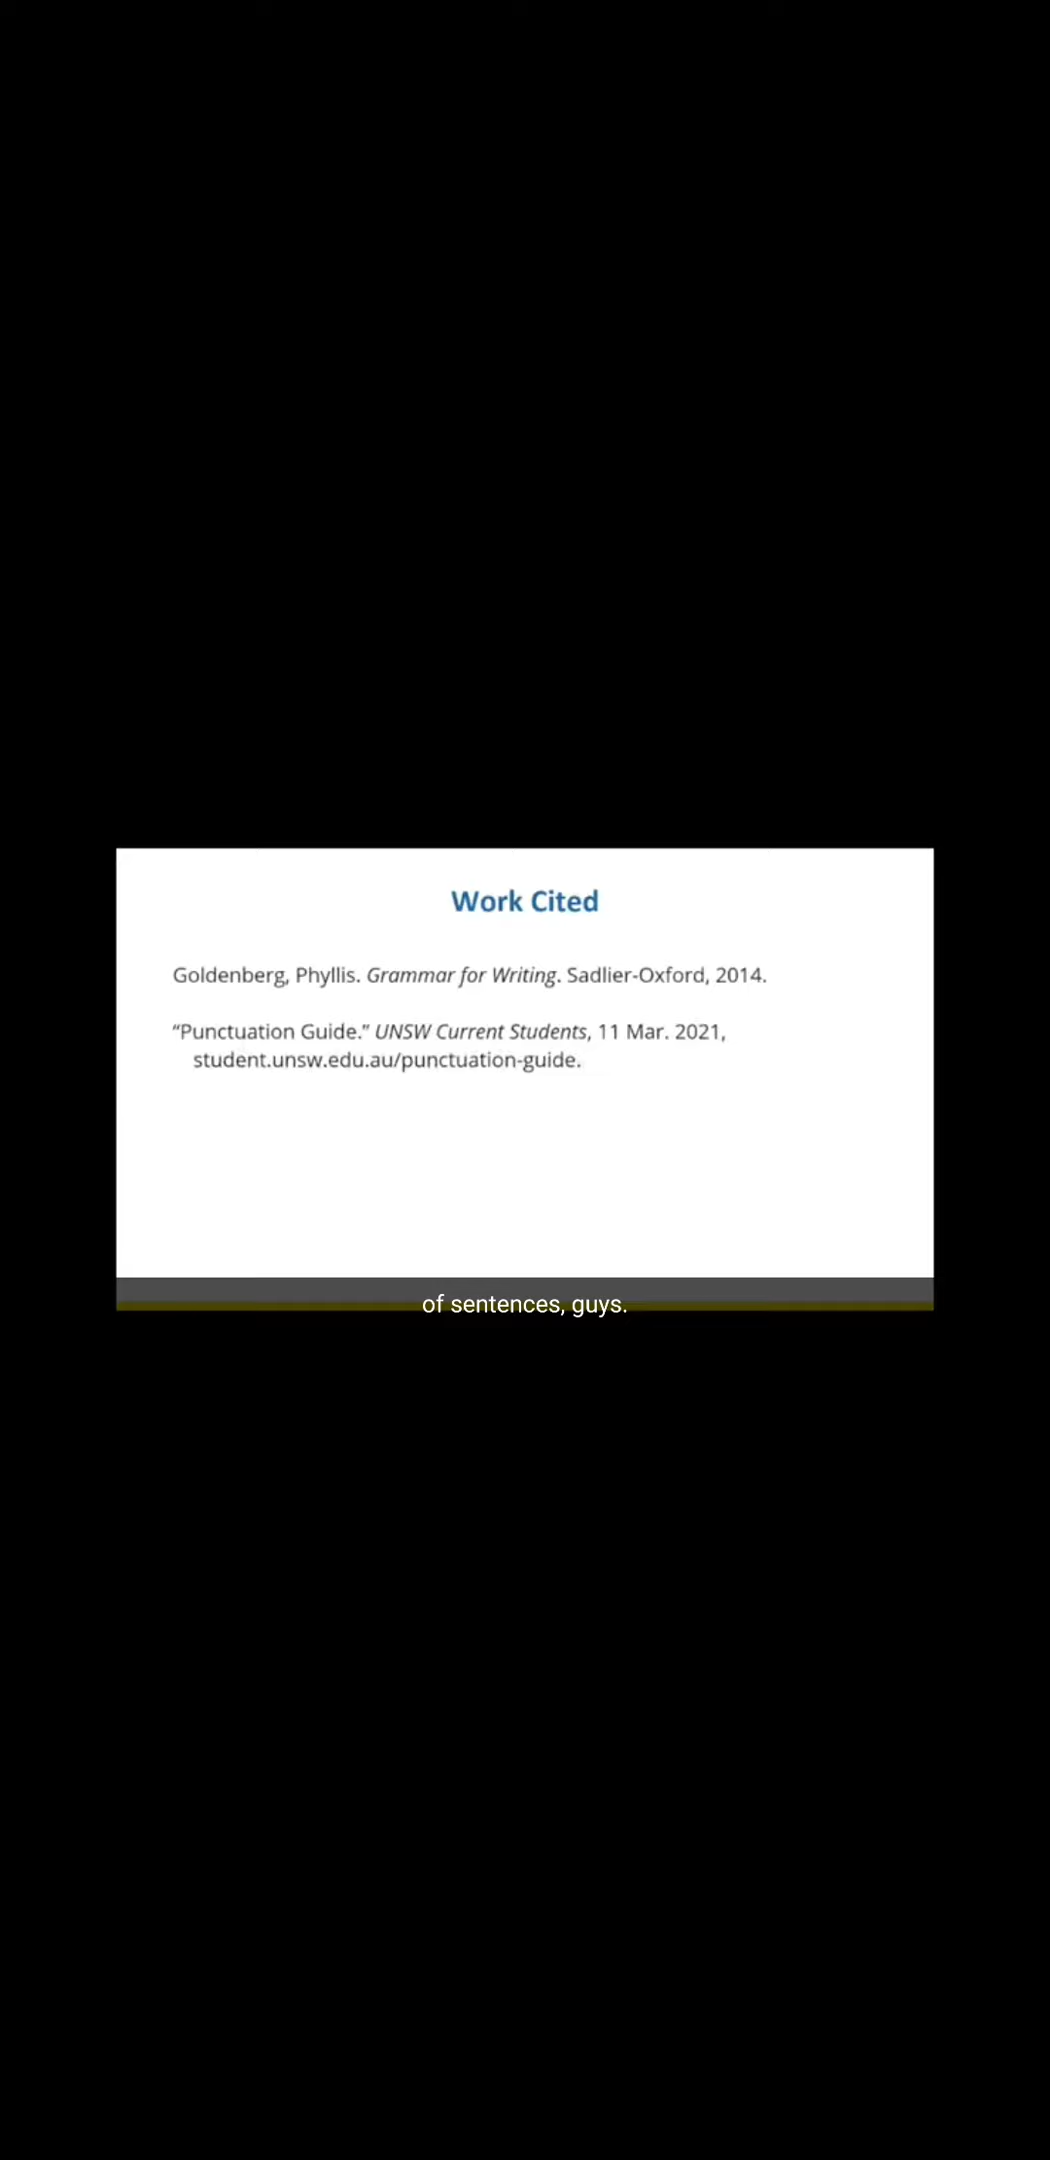 Work Cited
Goldenberg, Phyllis. Grammar for Writing. Sadlier-Oxford, 2014.
“Punctuation Guide.” UNSW Current Students, 11 Mar. 2021,
student.unsw.edu.au/punctuation-guide.
of sentences, guys.